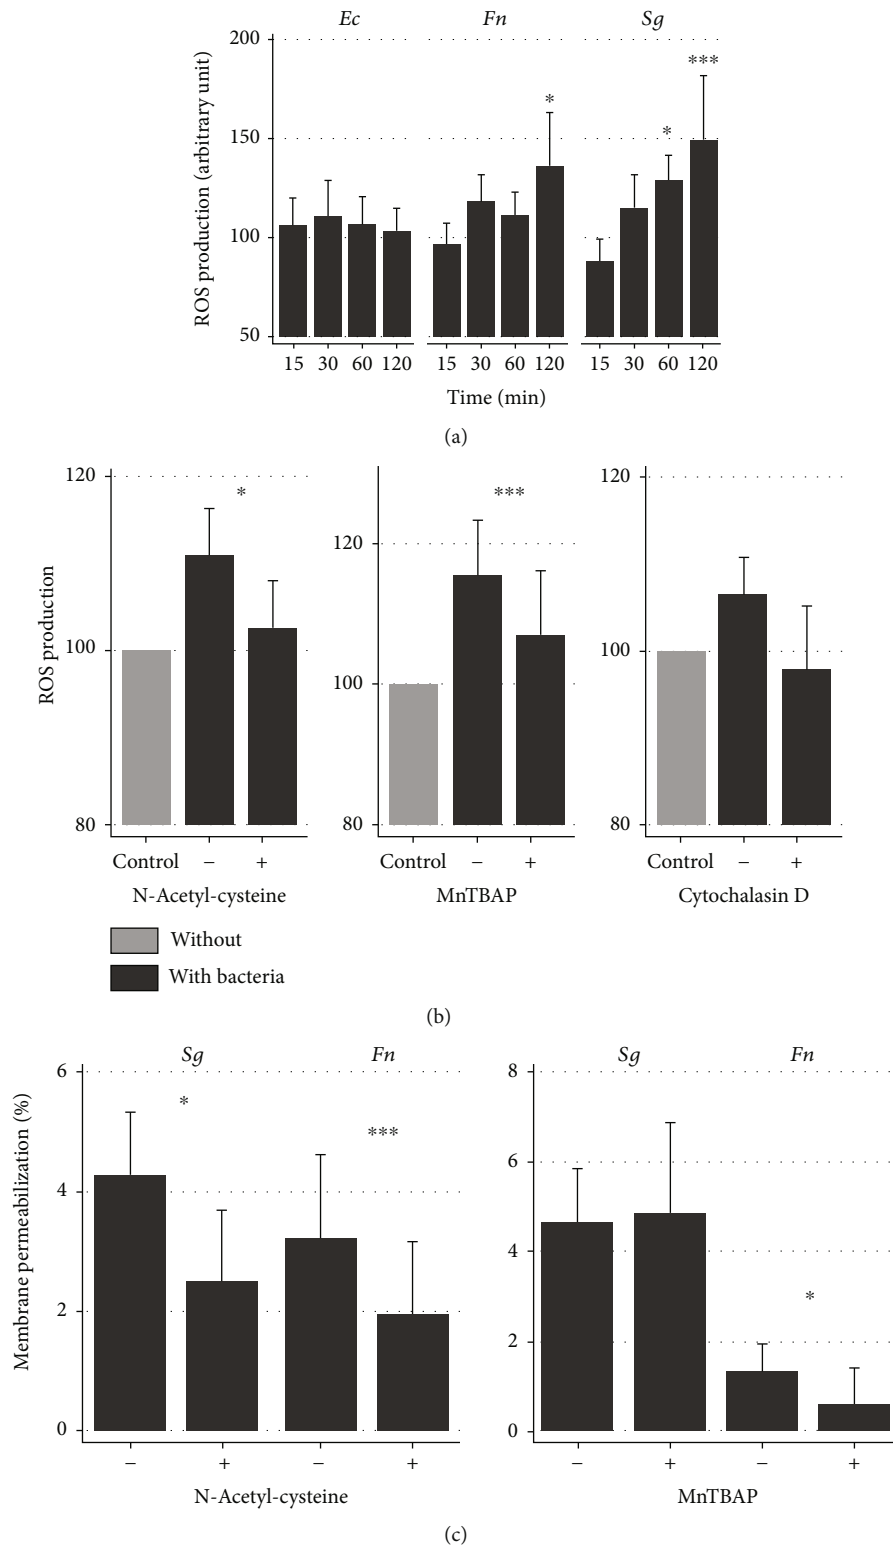 Ec Fn Sg
200
150
100
50
ROS production (arbitrary unit)
* * *** 
15 30 60 120 15 30 60 120 15 30 60 120
Time (min)
(a)
120
100
80
ROS production
*
Control − +
N-Acetyl-cysteine
120
100
80
***
Control − +
MnTBAP
120
100
80
Control − +
Cytochalasin D
Without
With bacteria
(b)
Sg Fn
6
4
2
0
Membrane permeabilization (%)
* ***
− + − +
N-Acetyl-cysteine
Sg Fn
8
6
4
2
0
*
− + − +
MnTBAP
(c)